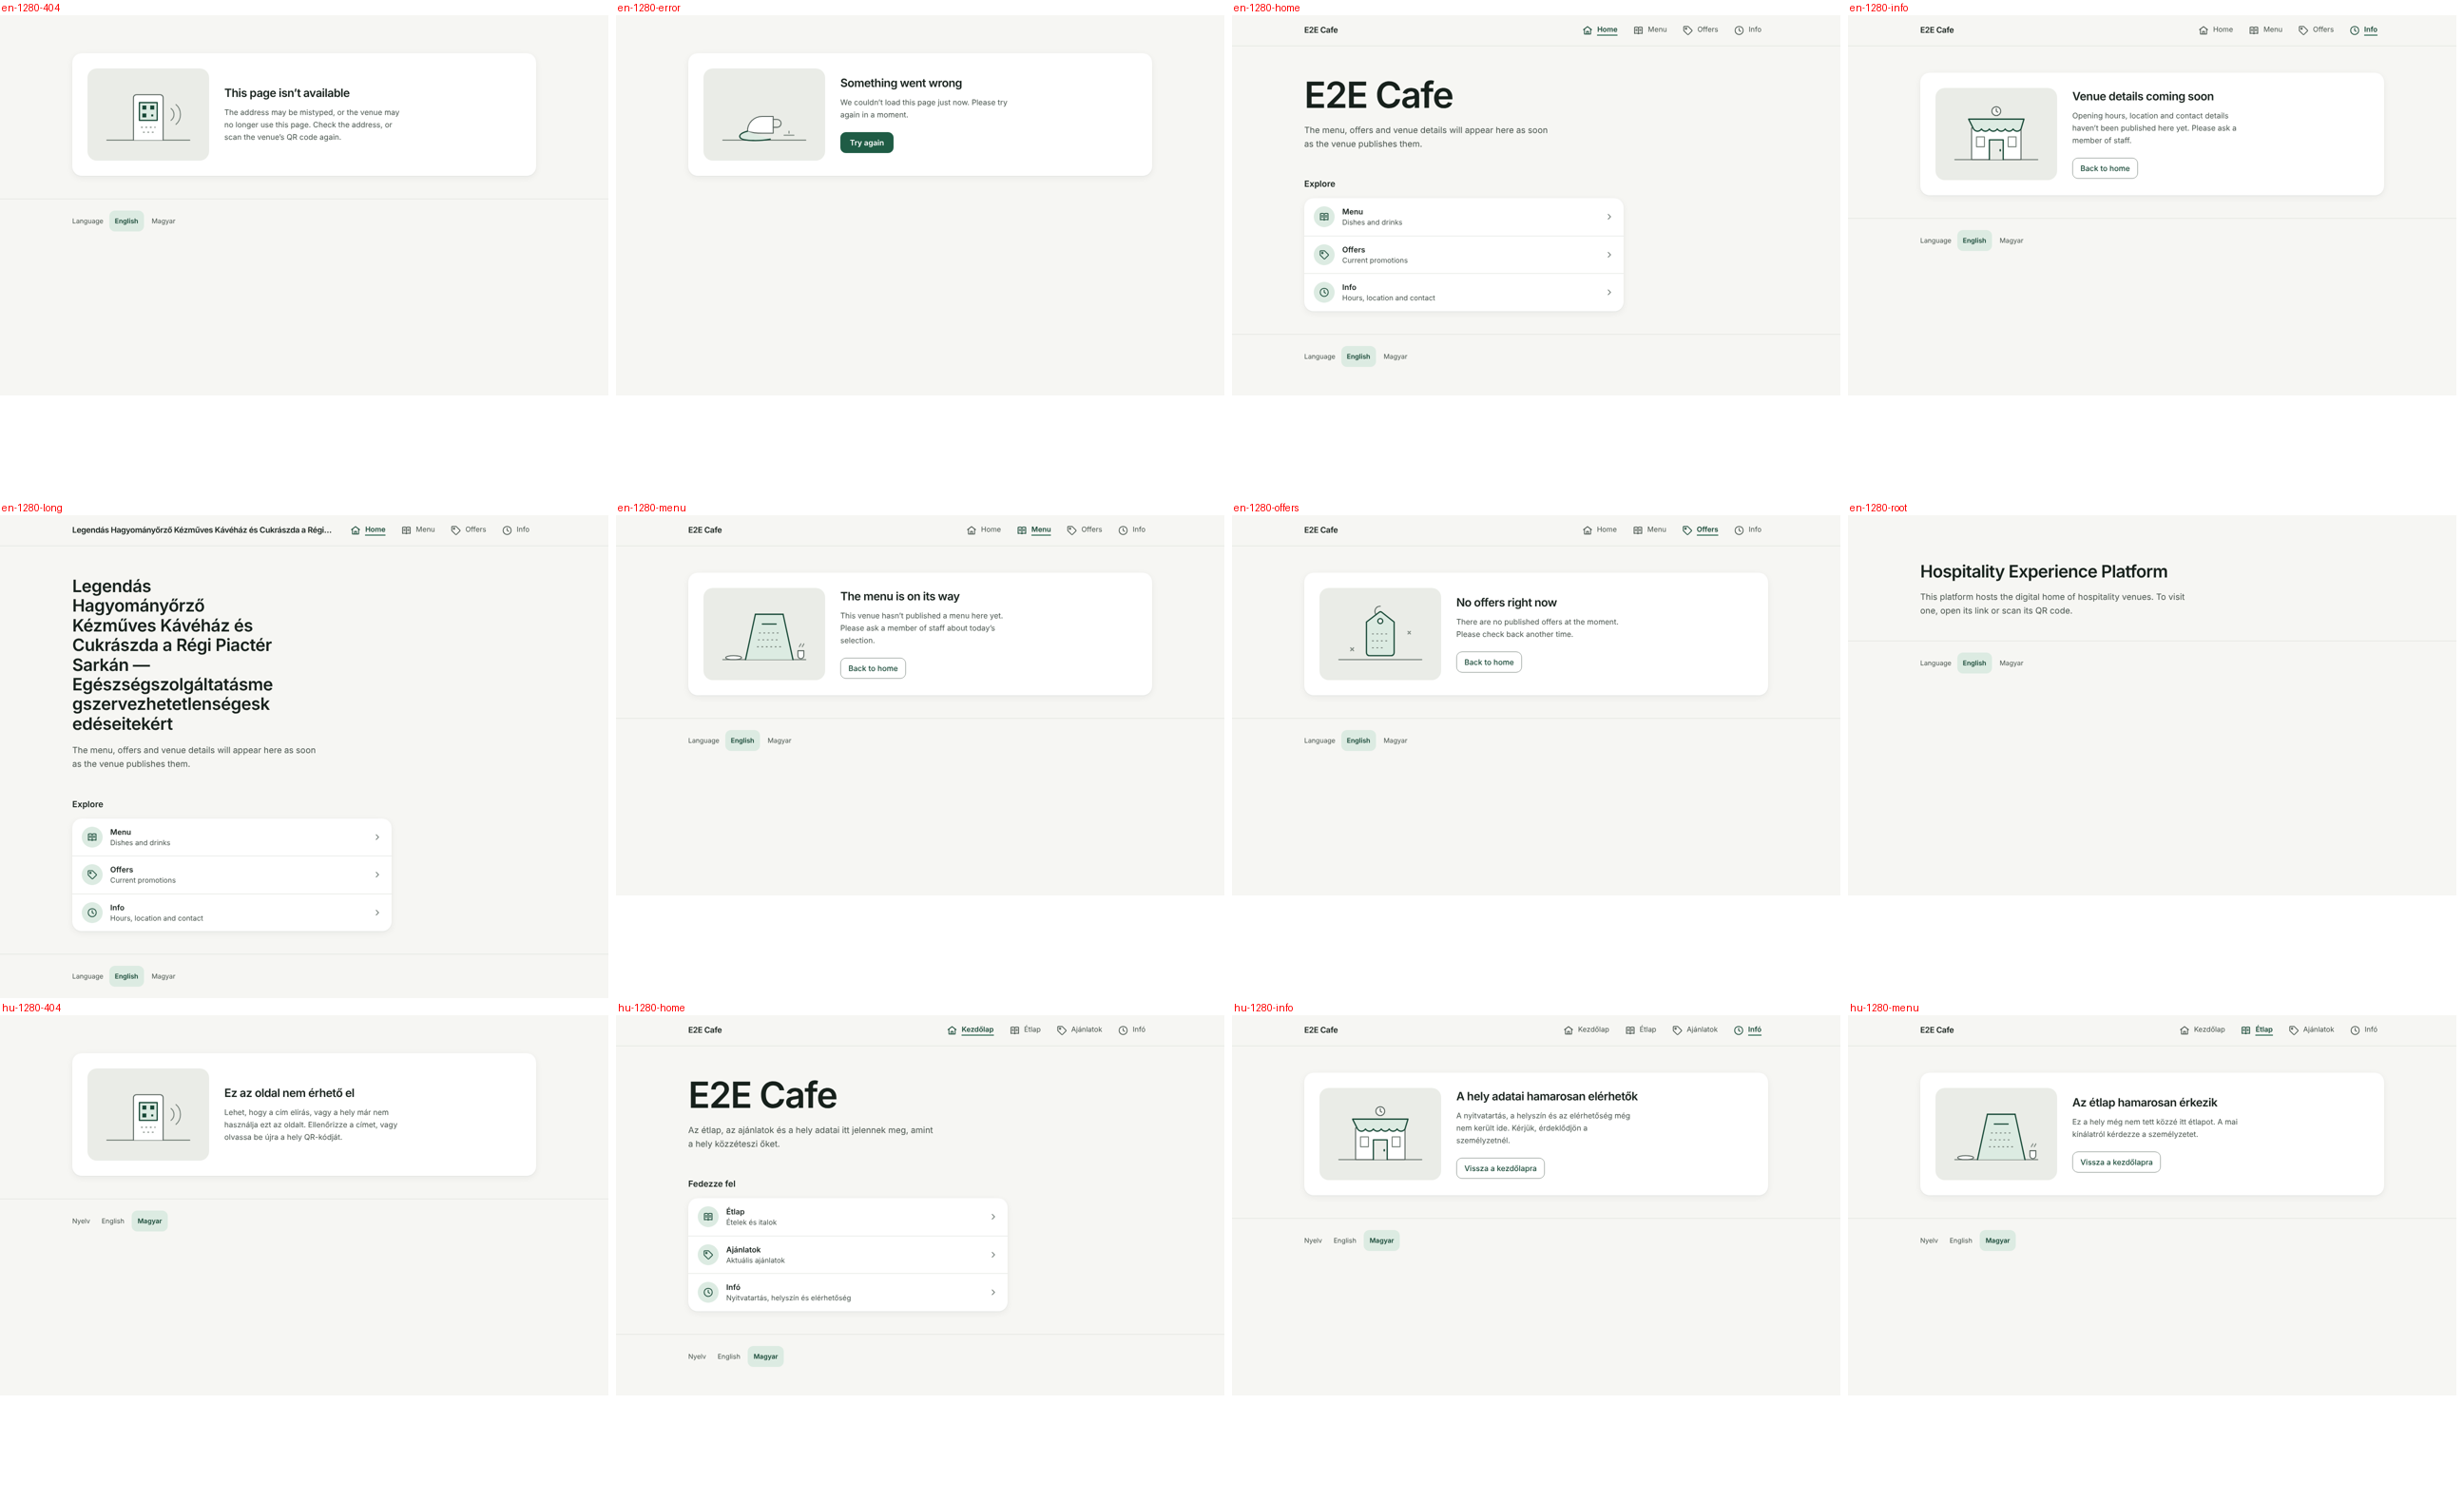 en-1280-404
This page isn’t available
The address may be mistyped, or the venue may
no longer use this page. Check the address, or
scan the venue’s QR code again.
Language English Magyar
en-1280-error
Something went wrong
We couldn’t load this page just now. Please try
again in a moment.
Try again
en-1280-home
E2E Cafe Home Menu Offers Info
E2E Cafe
The menu, offers and venue details will appear here as soon
as the venue publishes them.
Explore
Menu
Dishes and drinks
Offers
Current promotions
Info
Hours, location and contact
Language English Magyar
en-1280-info
E2E Cafe Home Menu Offers Info
Venue details coming soon
Opening hours, location and contact details
haven’t been published here yet. Please ask a
member of staff.
Back to home
Language English Magyar
en-1280-long
Legendás Hagyományőrző Kézműves Kávéház és Cukrászda a Régi... Home Menu Offers Info
Legendás
Hagyományőrző
Kézműves Kávéház és
Cukrászda a Régi Piactér
Sarkán —
Egészségszolgáltatásme
gszervezhetetlenségesk
edéseitekért
The menu, offers and venue details will appear here as soon
as the venue publishes them.
Explore
Menu
Dishes and drinks
Offers
Current promotions
Info
Hours, location and contact
Language English Magyar
en-1280-menu
E2E Cafe Home Menu Offers Info
The menu is on its way
This venue hasn’t published a menu here yet.
Please ask a member of staff about today’s
selection.
Back to home
Language English Magyar
en-1280-offers
E2E Cafe Home Menu Offers Info
No offers right now
There are no published offers at the moment.
Please check back another time.
Back to home
Language English Magyar
en-1280-root
Hospitality Experience Platform
This platform hosts the digital home of hospitality venues. To visit
one, open its link or scan its QR code.
Language English Magyar
hu-1280-404
Ez az oldal nem érhető el
Lehet, hogy a cím elírás, vagy a hely már nem
használja ezt az oldalt. Ellenőrizze a címet, vagy
olvassa be újra a hely QR-kódját.
Nyelv English Magyar
hu-1280-home
E2E Cafe Kezdőlap Étlap Ajánlatok Infó
E2E Cafe
Az étlap, az ajánlatok és a hely adatai itt jelennek meg, amint
a hely közzéteszi őket.
Fedezze fel
Étlap
Ételek és italok
Ajánlatok
Aktuális ajánlatok
Infó
Nyitvatartás, helyszín és elérhetőség
Nyelv English Magyar
hu-1280-info
E2E Cafe Kezdőlap Étlap Ajánlatok Infó
A hely adatai hamarosan elérhetők
A nyitvatartás, a helyszín és az elérhetőség még
nem került ide. Kérjük, érdeklődjön a
személyzetnél.
Vissza a kezdőlapra
Nyelv English Magyar
hu-1280-menu
E2E Cafe Kezdőlap Étlap Ajánlatok Infó
Az étlap hamarosan érkezik
Ez a hely még nem tett közzé itt étlapot. A mai
kínálatról kérdezze a személyzetet.
Vissza a kezdőlapra
Nyelv English Magyar